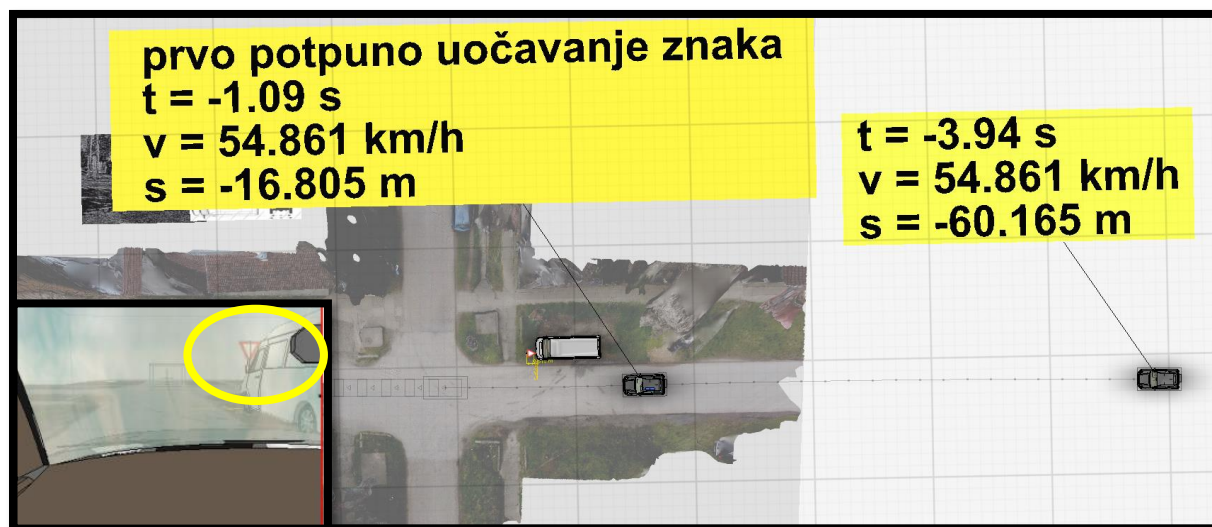 prvo potpuno uočavanje znaka
t = -1.09 s
v = 54.861 km/h
s = -16.805 m
t = -3.94 s
v = 54.861 km/h
s = -60.165 m